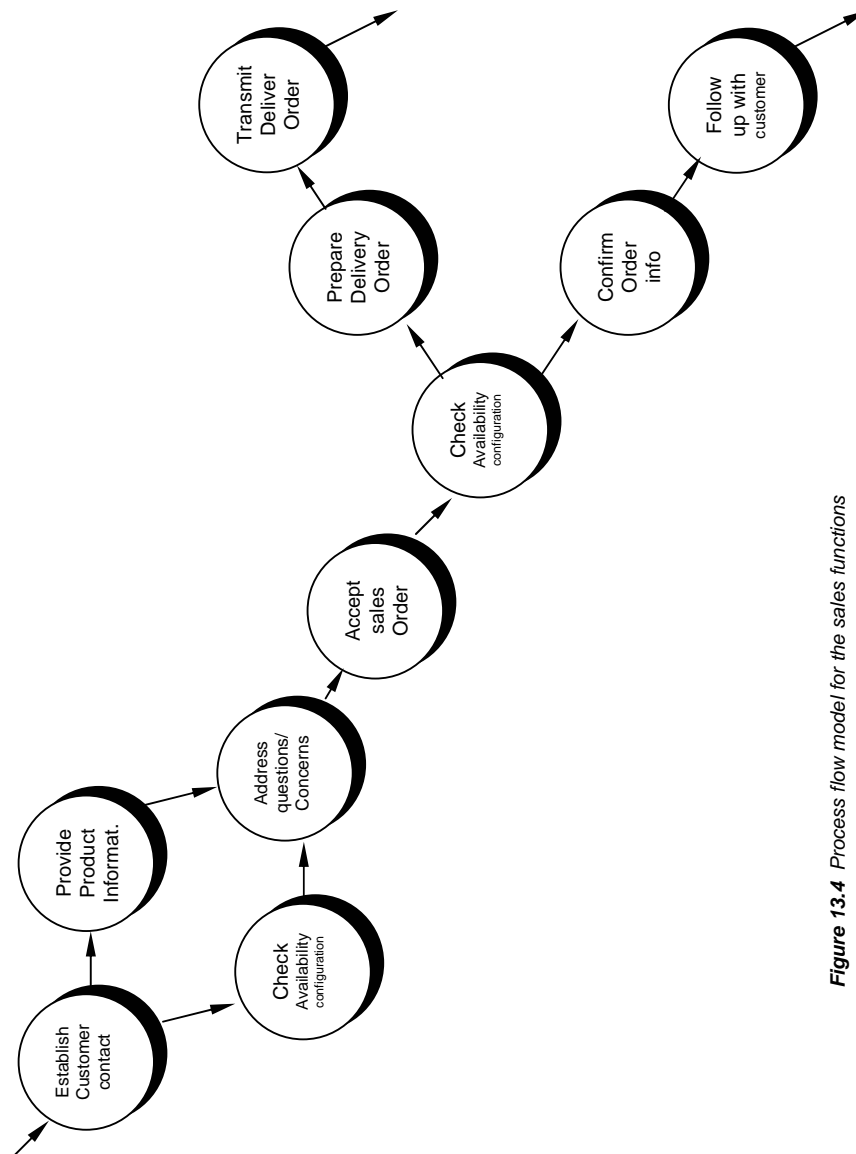 Establish
Customer
contact
Provide
Product
Informat.
Check
Availability
configuration
Address
questions/
Concerns
Accept
sales
Order
Check
Availability
configuration
Prepare
Delivery
Order
Transmit
Deliver
Order
Confirm
Order
info
Follow
up with
customer
Figure 13.4 Process flow model for the sales functions